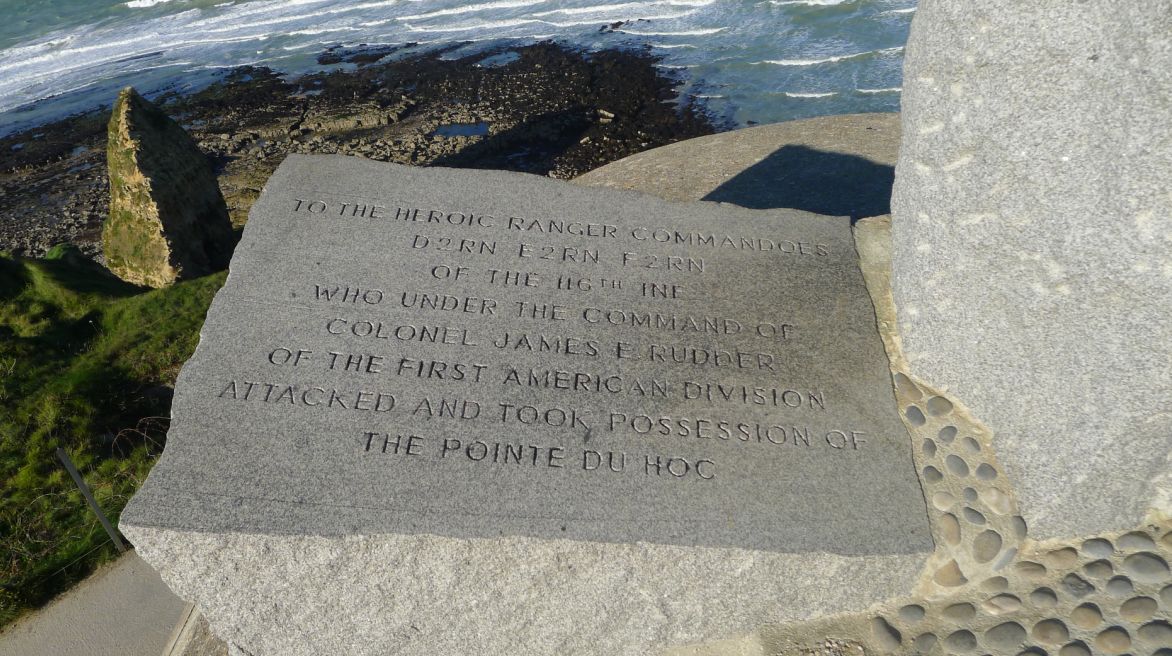 TO THE HEROIC RANGER COMMANDOES
D2RN E2RN F2RN
OF THE 116TH INF
WHO UNDER THE COMMAND OF
COLONEL JAMES E. RUDDER
OF THE FIRST AMERICAN DIVISION
ATTACKED AND TOOK POSSESSION OF
THE POINTE DU HOC